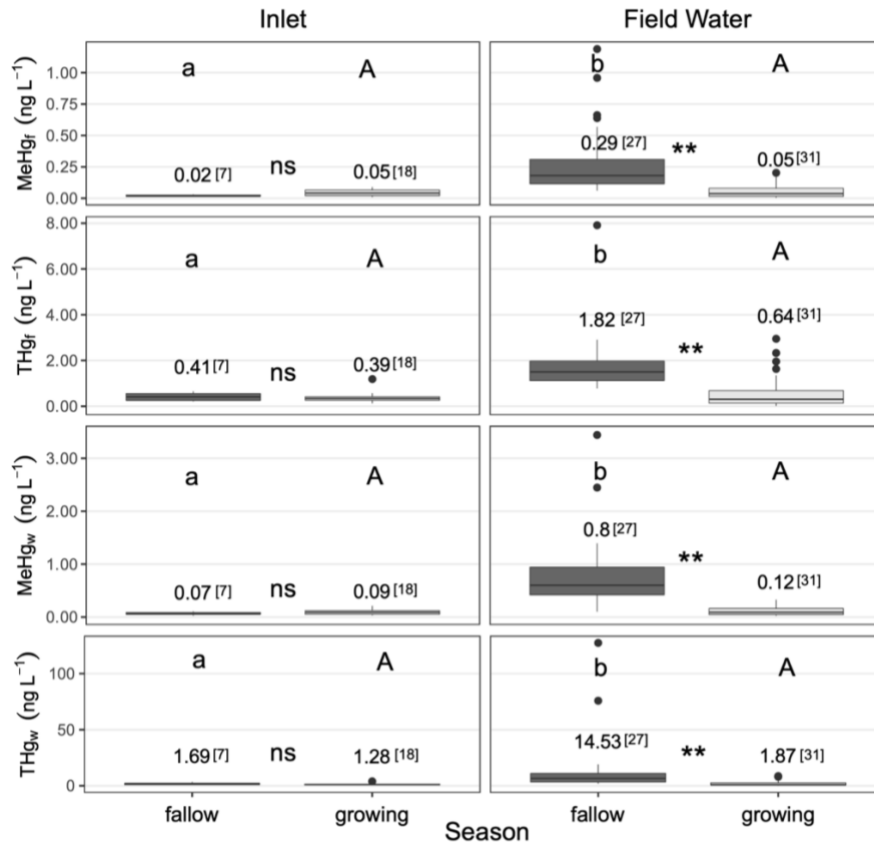 Inlet Field Water
MeHgf (ng L−1)
1.00
0.75
0.50
0.25
0.00
a A
0.02 [7] ns 0.05 [18]
b A
0.29 [27] ** 0.05 [31]
THgf (ng L−1)
8.00
6.00
4.00
2.00
0.00
a A
0.41 [7] ns 0.39 [18]
b A
1.82 [27] ** 0.64 [31]
MeHgw (ng L−1)
3.00
2.00
1.00
0.00
a A
0.07 [7] ns 0.09 [18]
b A
0.8 [27] ** 0.12 [31]
THgw (ng L−1)
100
50
0
a A
1.69 [7] ns 1.28 [18]
b A
14.53 [27] ** 1.87 [31]
fallow growing fallow growing
Season